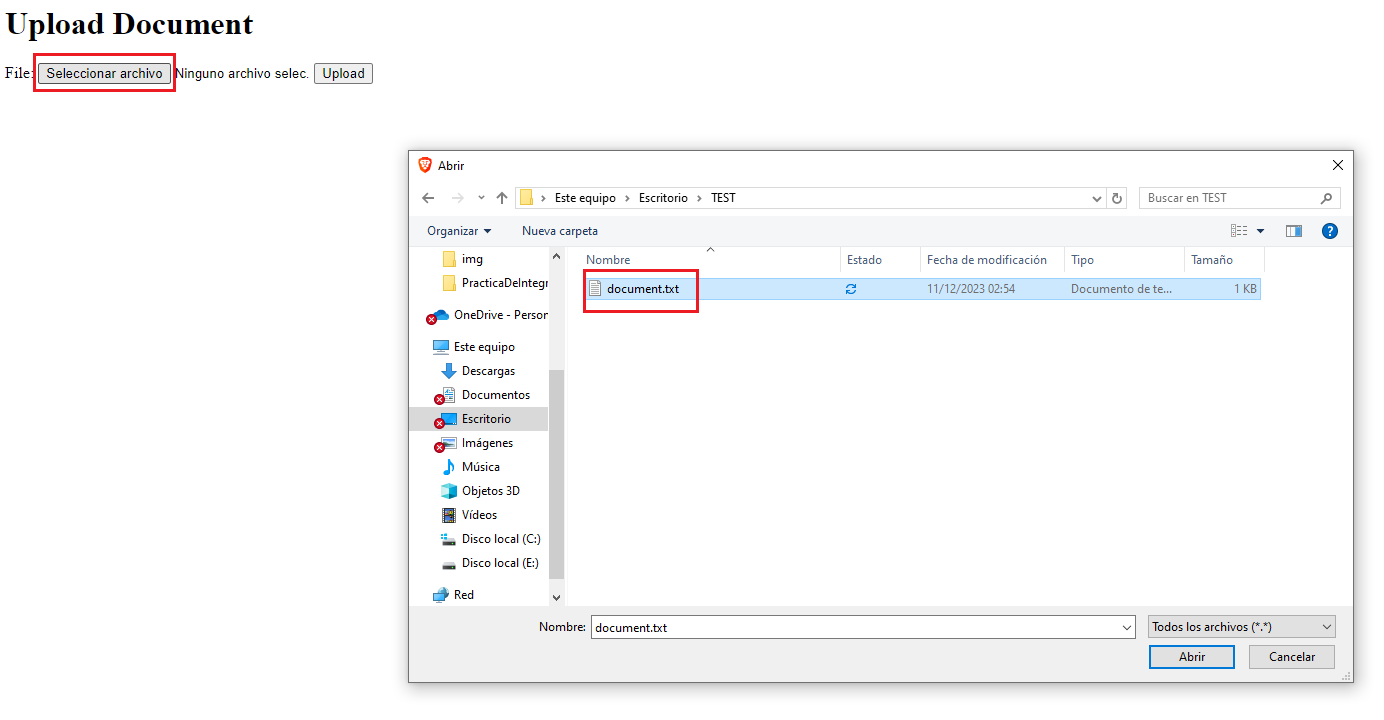 Upload Document
File: Seleccionar archivo Ninguno archivo selec. Upload
Abrir
Este equipo > Escritorio > TEST
Buscar en TEST
Organizar
Nueva carpeta
img
PracticaDeIntegr
OneDrive - Person
Este equipo
Descargas
Documentos
Escritorio
Imágenes
Música
Objetos 3D
Vídeos
Disco local (C:)
Disco local (E:)
Red
Nombre Estado Fecha de modificación Tipo Tamaño
document.txt 11/12/2023 02:54 Documento de te... 1 KB
Nombre: document.txt Todos los archivos (*.*)
Abrir Cancelar